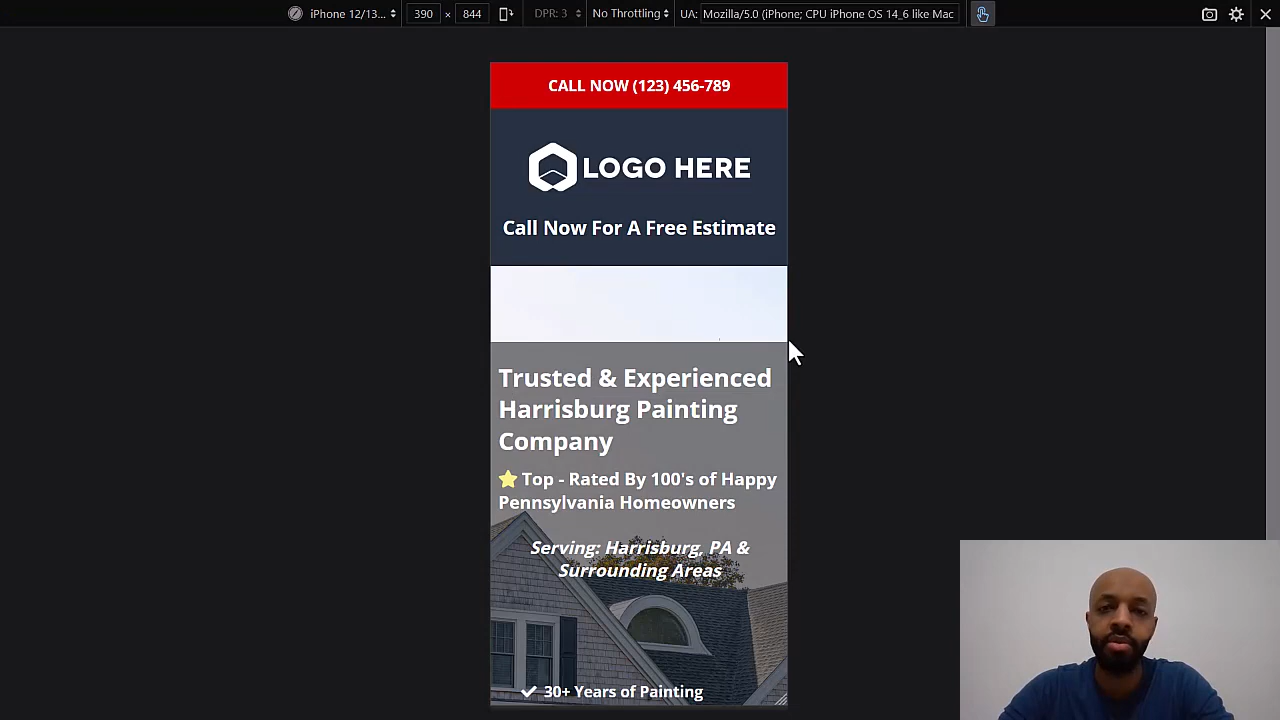 iPhone 12/13... 390 × 844 DPR: 3 No Throttling UA: Mozilla/5.0 (iPhone; CPU iPhone OS 14_6 like Mac
CALL NOW (123) 456-789
LOGO HERE
Call Now For A Free Estimate
Trusted & Experienced
Harrisburg Painting
Company
⭐ Top - Rated By 100's of Happy
Pennsylvania Homeowners
Serving: Harrisburg, PA &
Surrounding Areas
✔ 30+ Years of Painting